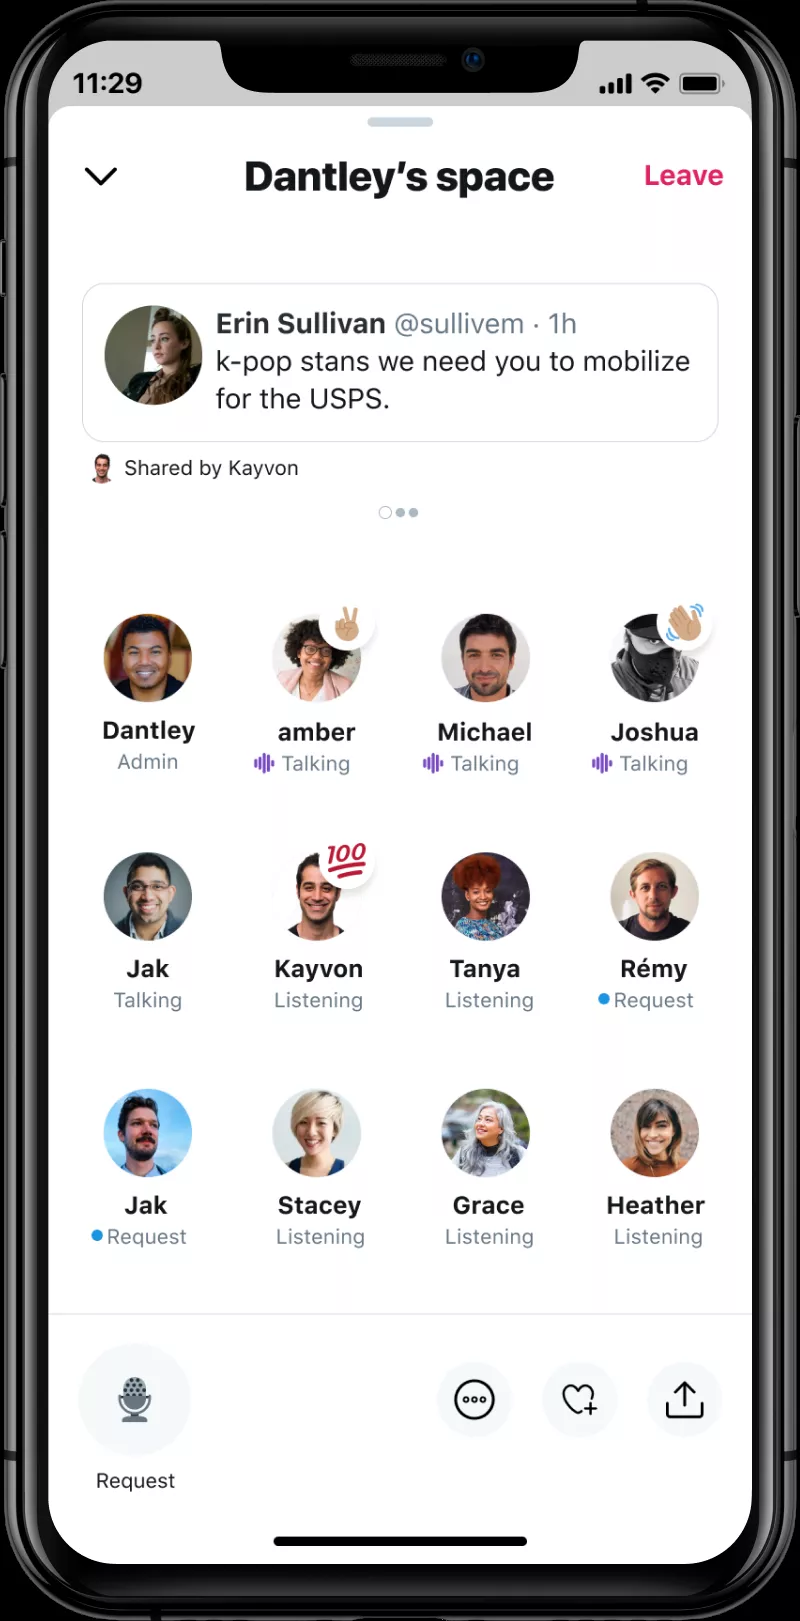 11:29
Dantley’s space
Leave
Erin Sullivan @sullivem · 1h
k-pop stans we need you to mobilize
for the USPS.
Shared by Kayvon
Dantley
Admin
amber
Talking
Michael
Talking
Joshua
Talking
Jak
Talking
100
Kayvon
Listening
Tanya
Listening
Rémy
Request
Jak
Request
Stacey
Listening
Grace
Listening
Heather
Listening
Request